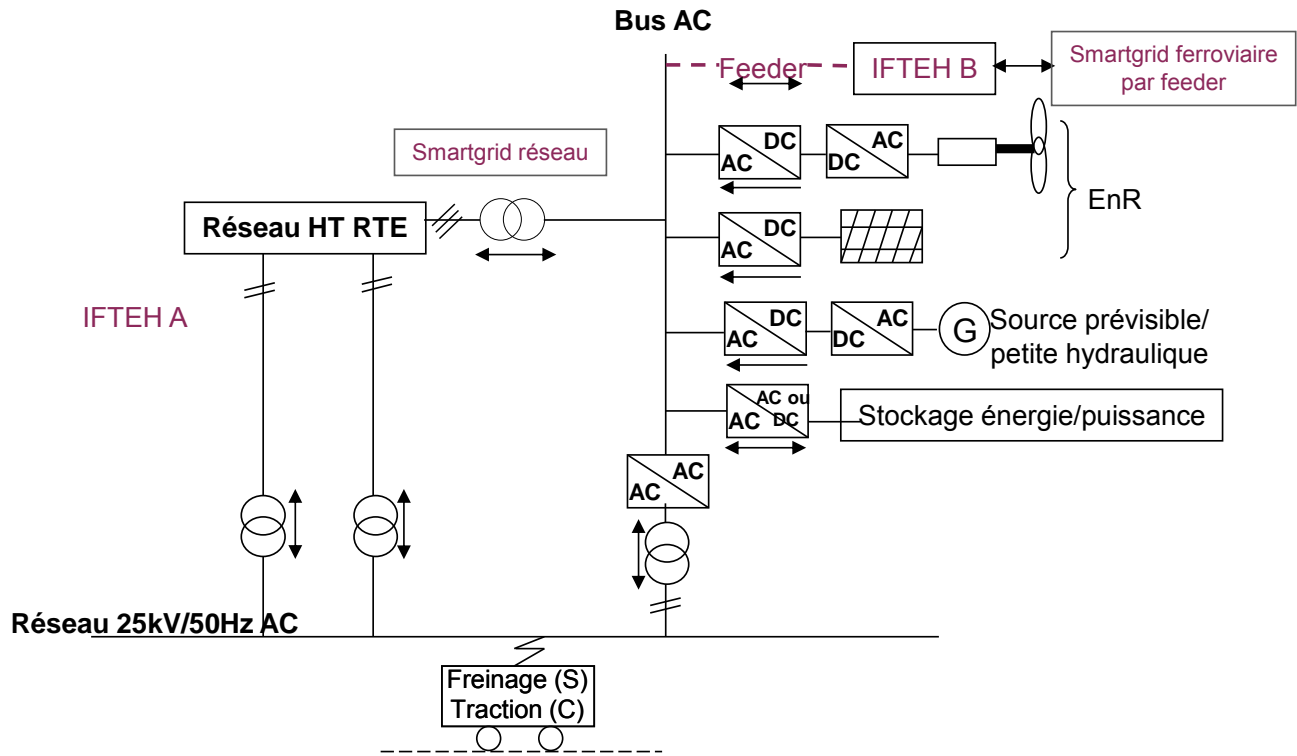 Bus AC
Feeder
IFTEH B
Smartgrid ferroviaire
par feeder
Smartgrid réseau
DC
AC
AC
DC
EnR
Réseau HT RTE
DC
AC
IFTEH A
DC
AC
AC
DC
G
Source prévisible/
petite hydraulique
AC ou
DC
AC
Stockage énergie/puissance
AC
AC
Réseau 25kV/50Hz AC
Freinage (S)
Traction (C)